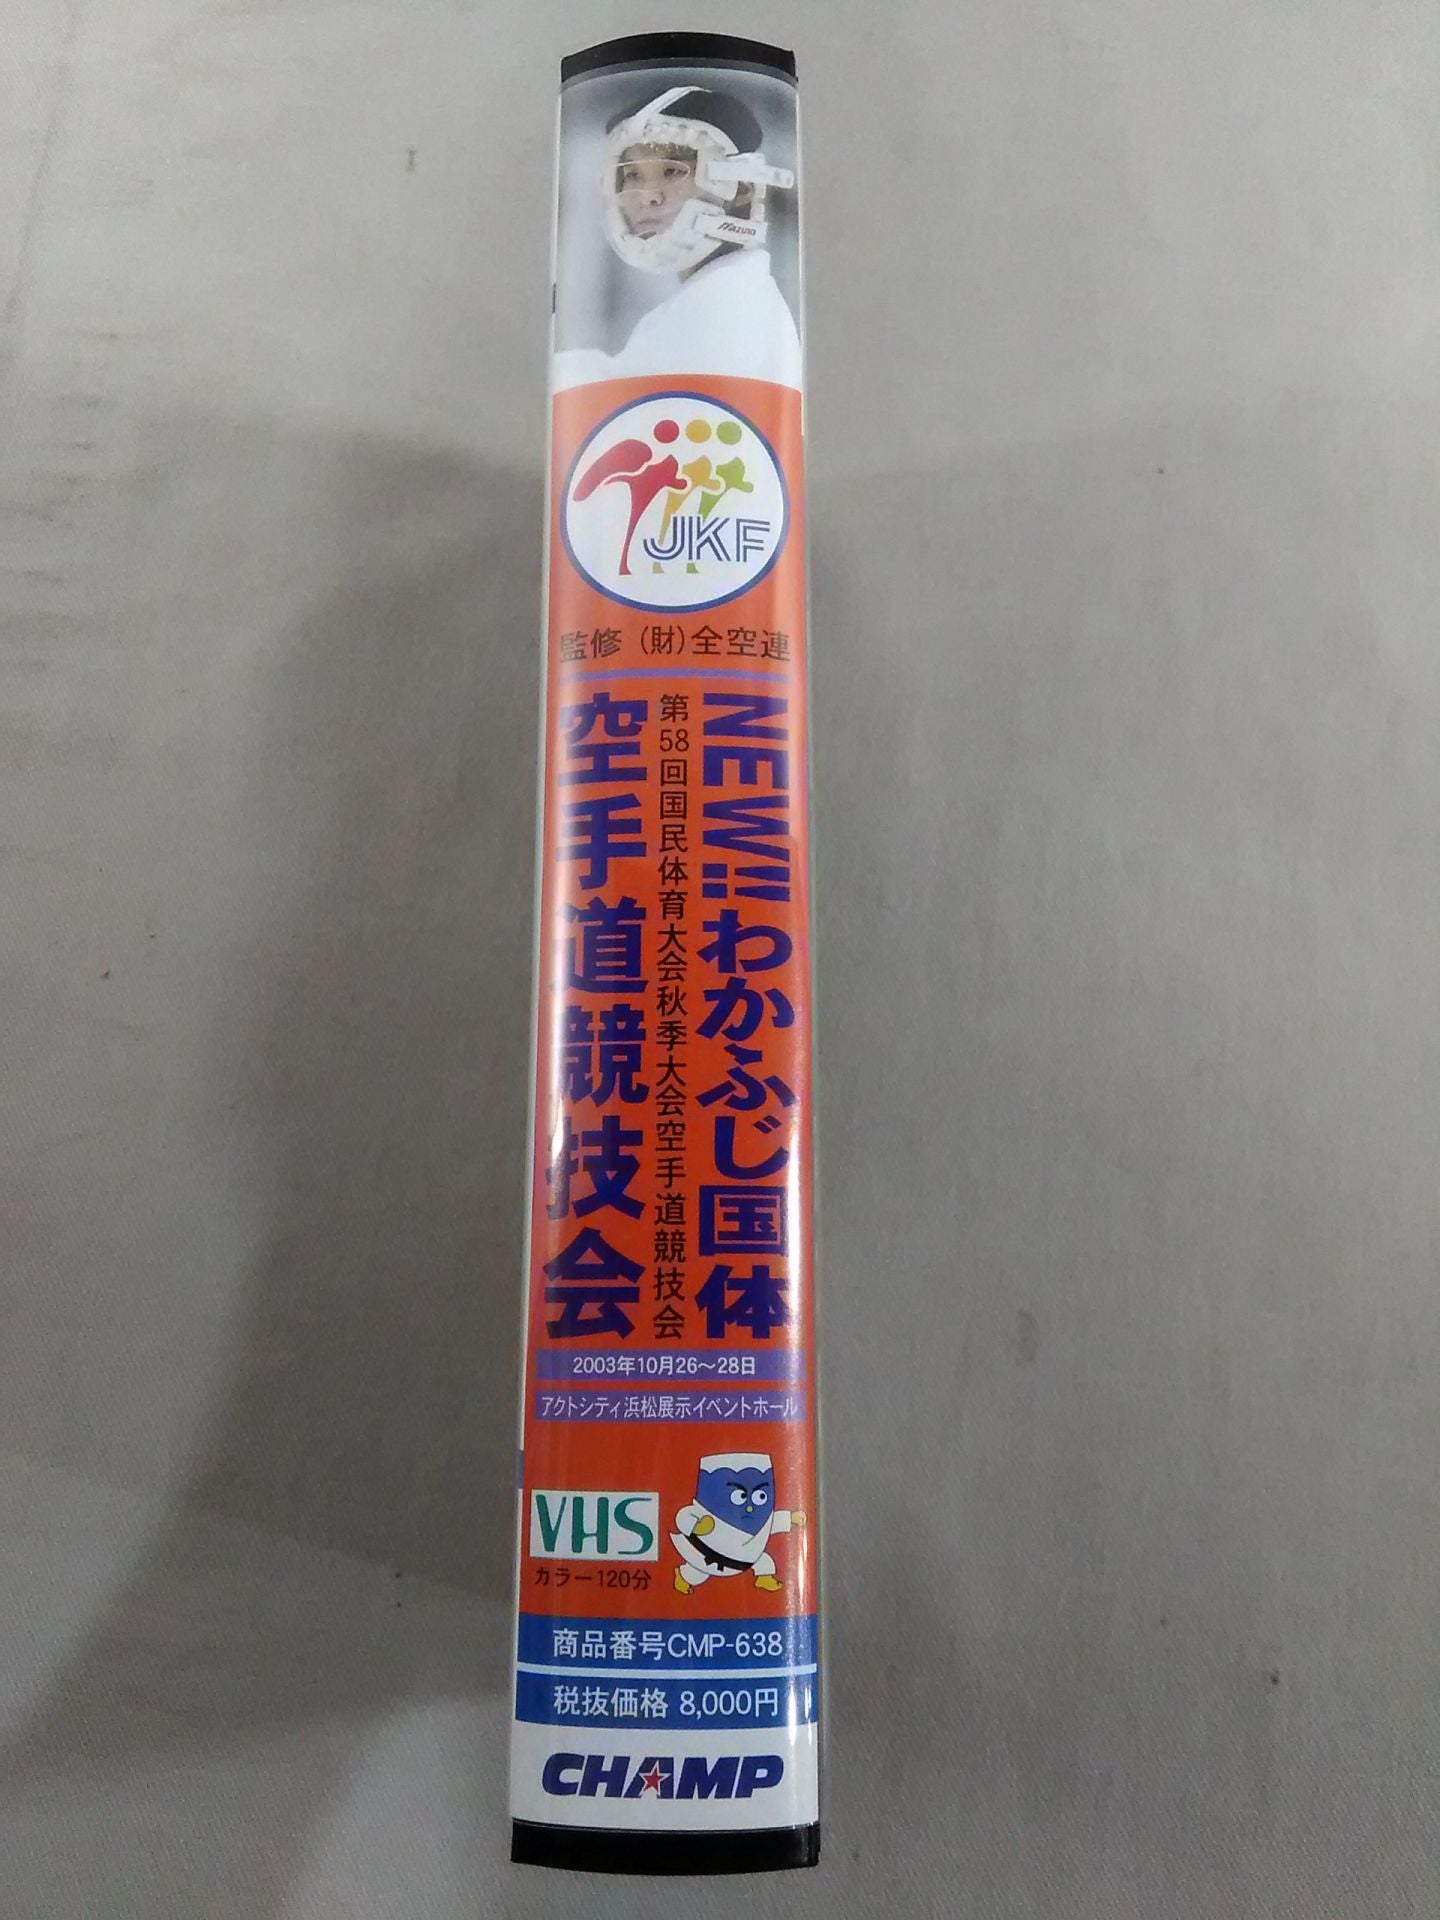 Mizuno
JKF
監修（財）全空連
NEW!!わかふじ国体
第58回国民体育大会秋季大会空手道競技会
空手道競技会
2003年10月26〜28日
アクトシティ浜松展示イベントホール
VHS
カラー120分
商品番号CMP-638
税抜価格 8,000円
CHAMP